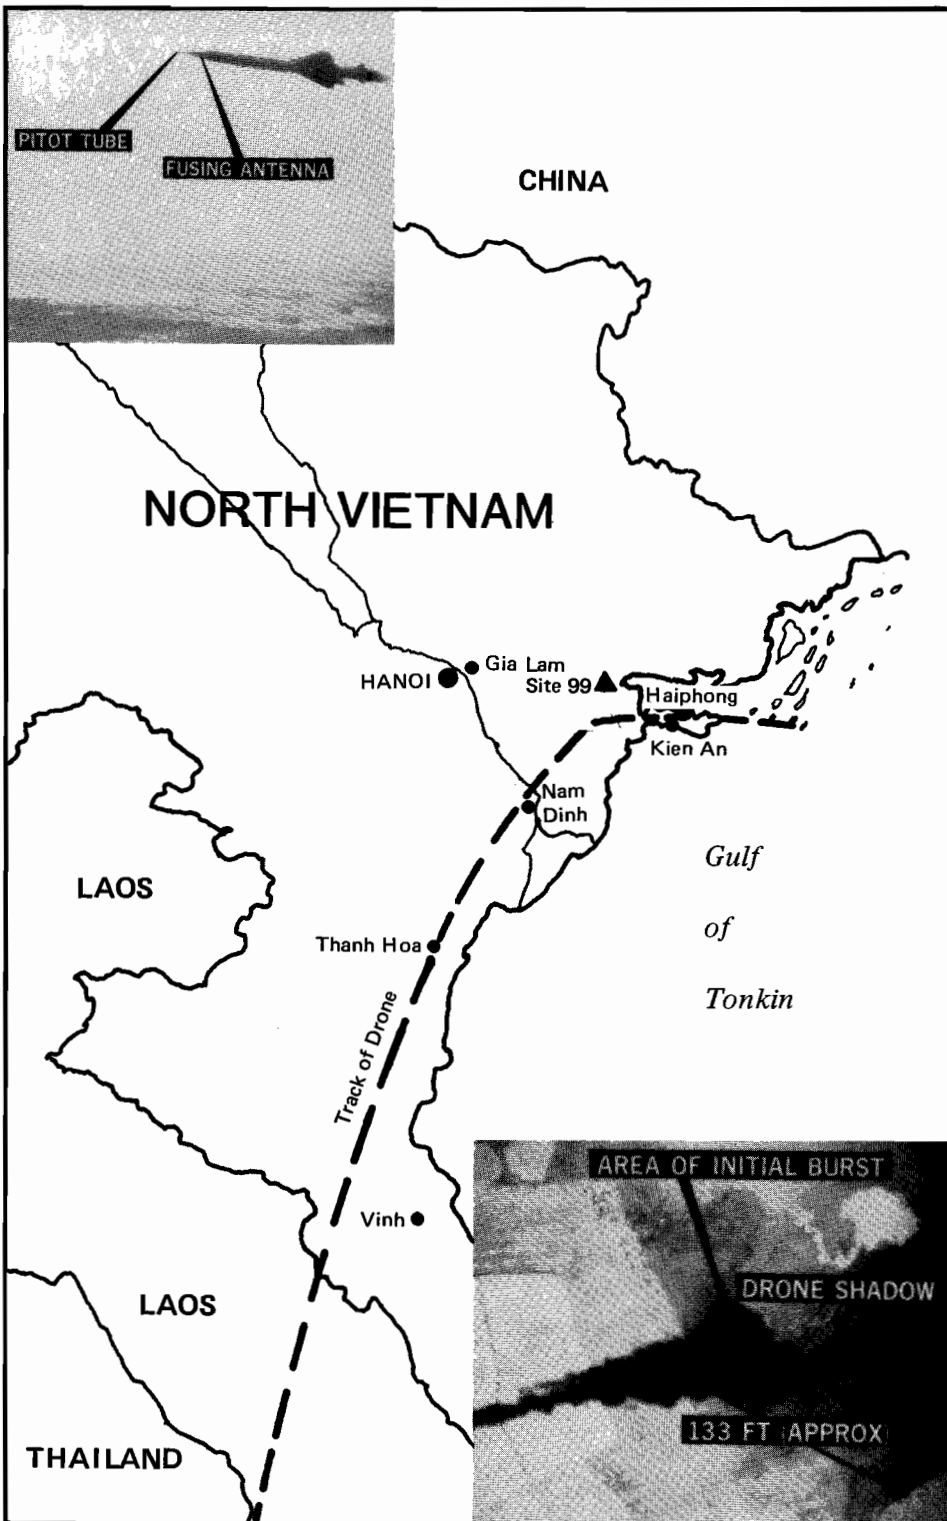 PITOT TUBE
FUSING ANTENNA
CHINA
NORTH VIETNAM
HANOI
Gia Lam
Site 99
Haiphong
Kien An
Nam
Dinh
Gulf
of
Tonkin
LAOS
Thanh Hoa
Track of Drone
Vinh
LAOS
THAILAND
AREA OF INITIAL BURST
DRONE SHADOW
133 FT (APPROX)